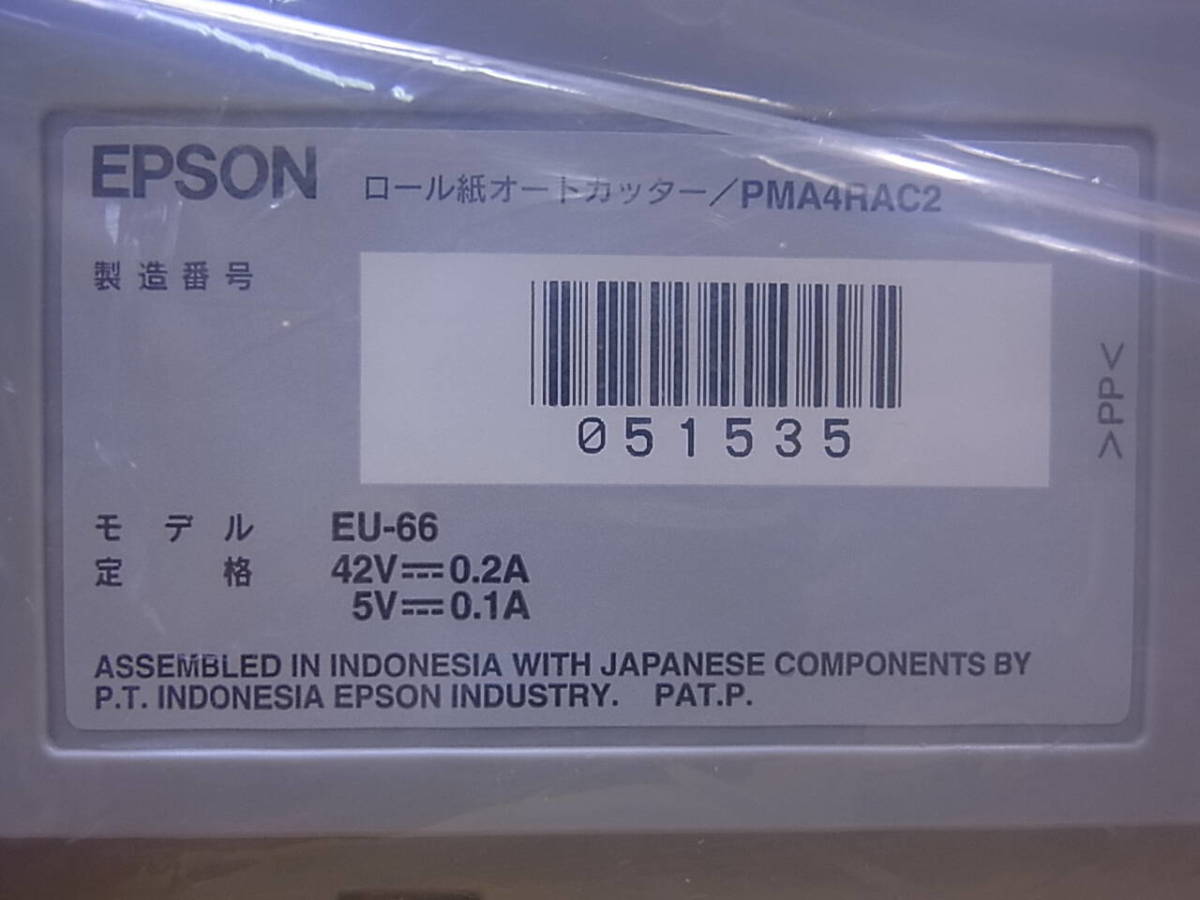 EPSON ロール紙オートカッター/PMA4RAC2
製造番号
051535
>PP<
モデル EU-66
定格 42V⎓0.2A
5V⎓0.1A
ASSEMBLED IN INDONESIA WITH JAPANESE COMPONENTS BY
P.T. INDONESIA EPSON INDUSTRY. PAT.P.